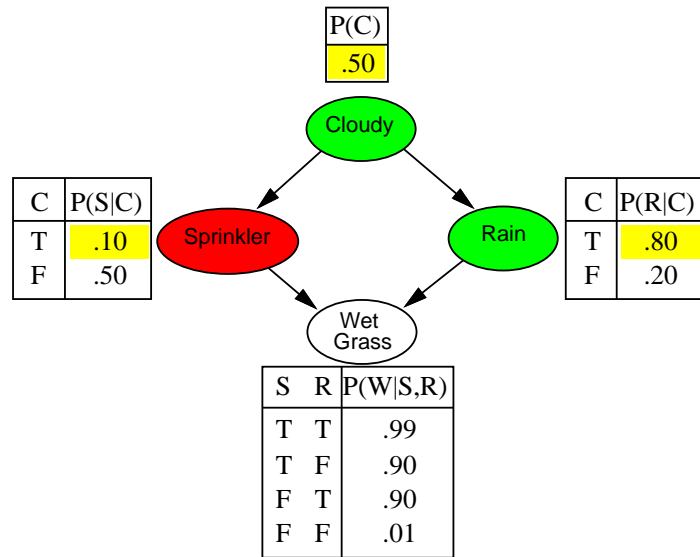 P(C)
.50
Cloudy
C P(S|C)
T .10
F .50
Sprinkler
Rain
C P(R|C)
T .80
F .20
Wet
Grass
S R P(W|S,R)
T T .99
T F .90
F T .90
F F .01